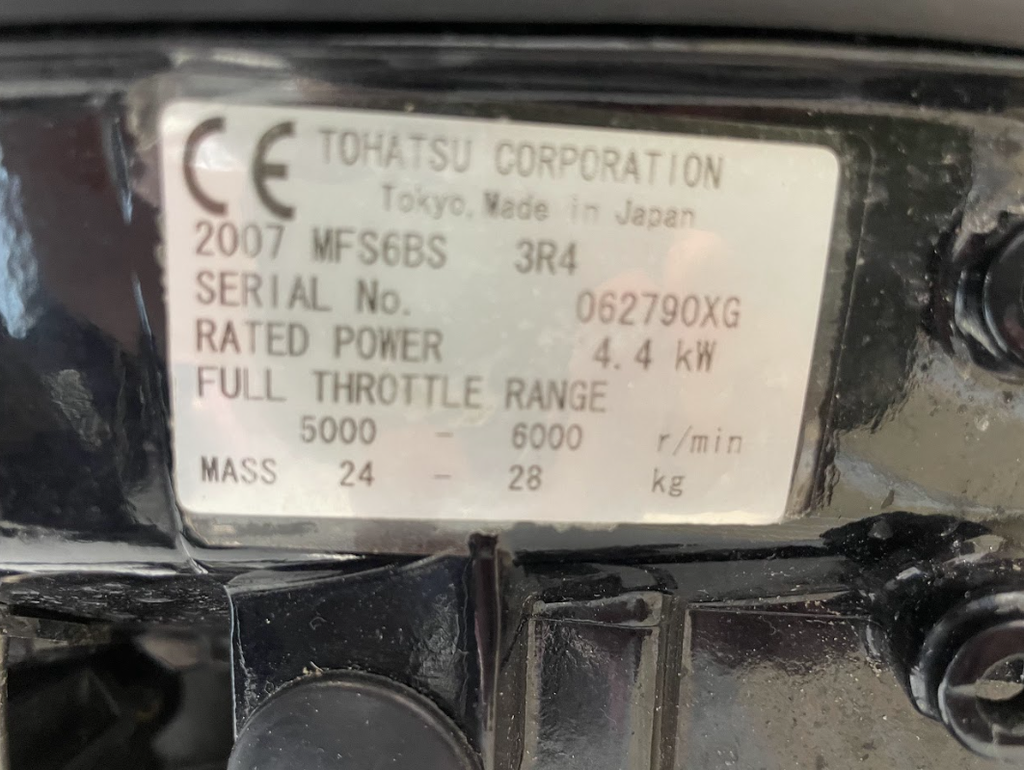 CE TOHATSU CORPORATION
Tokyo, Made in Japan
2007 MFS6BS 3R4
SERIAL No. 062790XG
RATED POWER 4.4 kW
FULL THROTTLE RANGE
5000 - 6000 r/min
MASS 24 - 28 kg